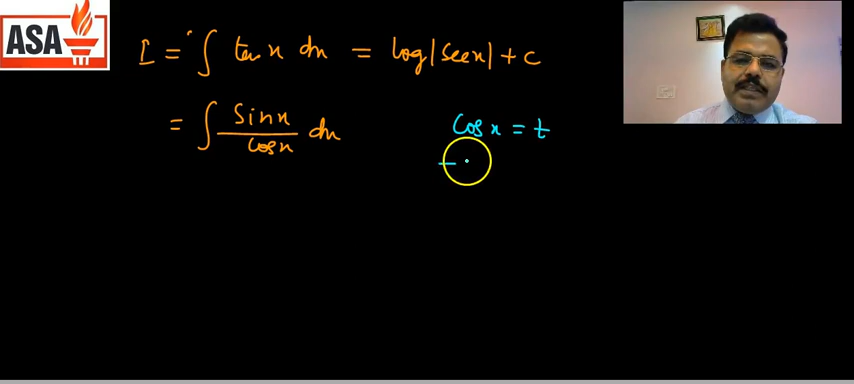 ASA
I = ∫ tan x dx = log|sec x| + c
= ∫ sin x / cos x dx
cos x = t
−